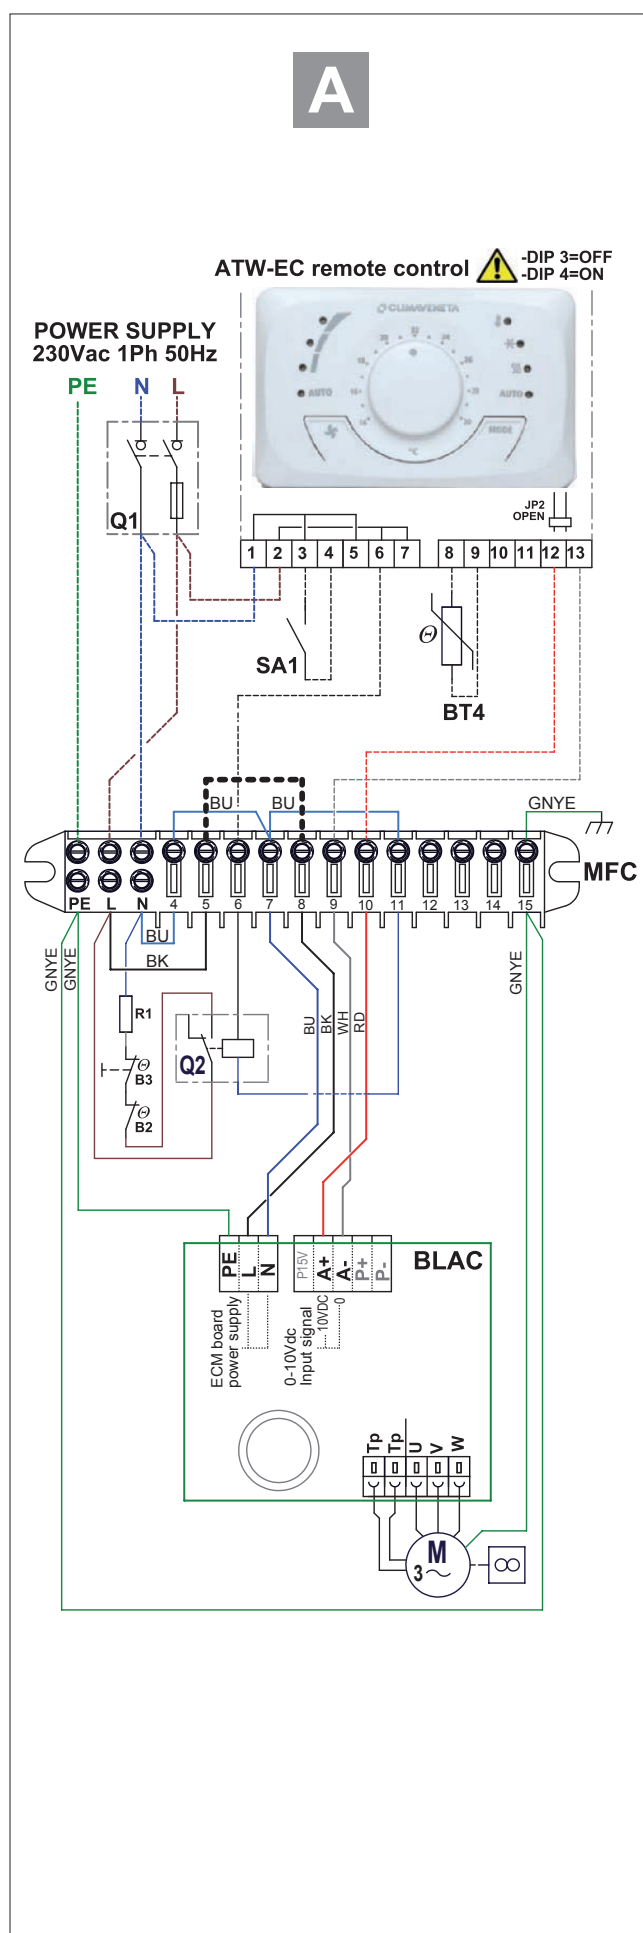 A
ATW-EC remote control
-DIP 3=OFF
-DIP 4=ON
CLIMAVENETA
AUTO
AUTO
MODE
°C
POWER SUPPLY
230Vac 1Ph 50Hz
PE N L
Q1
JP2
OPEN
1 2 3 4 5 6 7 8 9 10 11 12 13
SA1
Θ
BT4
BU BU GNYE
MFC
PE L N 4 5 6 7 8 9 10 11 12 13 14 15
BU
BK
GNYE
GNYE
GNYE
R1
Θ
B3
Θ
B2
Q2
BU
BK
WH
RD
BLAC
PE
L
N
P15V
A+
A-
P+
P-
ECM board
power supply
0-10Vdc
Input signal
10VDC
0
Tp
Tp
U
V
W
M
3